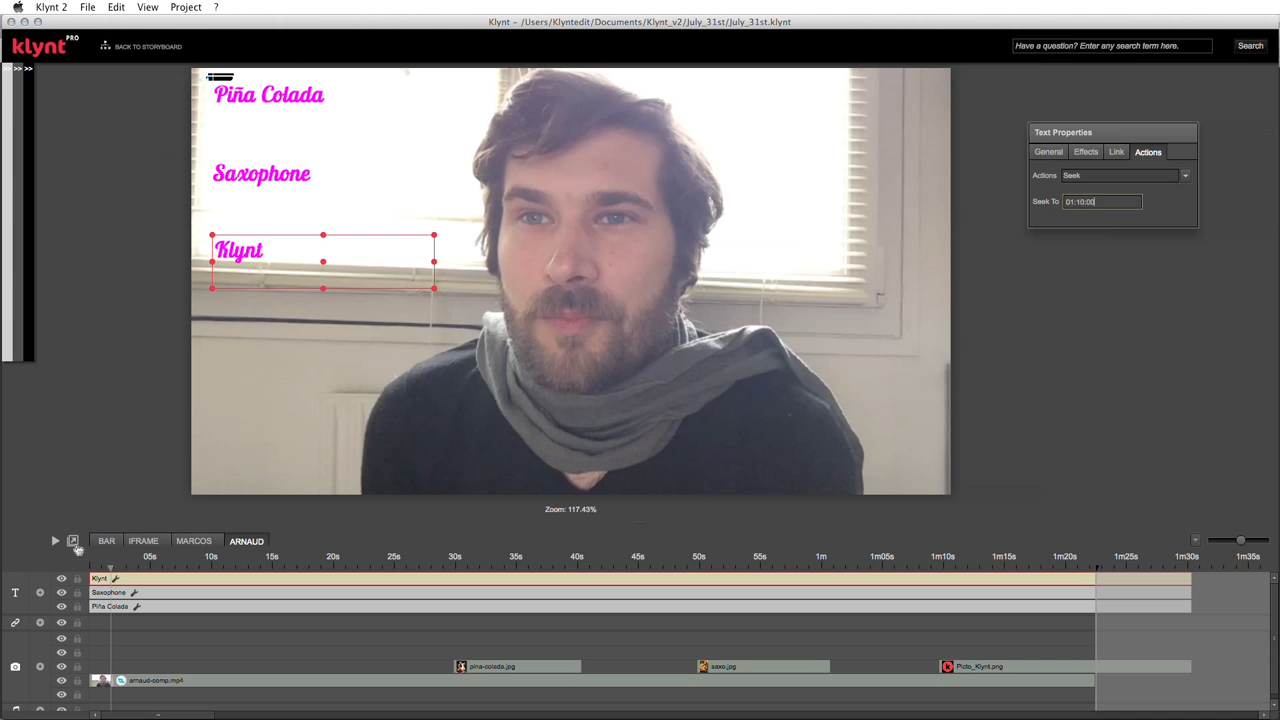 Klynt 2 File Edit View Project ?
Klynt – /Users/Klyntedit/Documents/Klynt_v2/July_31st/July_31st.klynt
klynt PRO BACK TO STORYBOARD Have a question? Enter any search term here. Search
>>> >>> >>>
Piña Colada
Saxophone
Klynt
Text Properties
General Effects Link Actions
Actions Seek
Seek To 01:10:00
Zoom: 117.43%
BAR IFRAME MARCOS ARNAUD
05s 10s 15s 20s 25s 30s 35s 40s 45s 50s 55s 1m 1m05s 1m10s 1m15s 1m20s 1m25s 1m30s 1m35s
Klynt
T Saxophone
Piña Colada
pina-colada.jpg saxo.jpg Picto_Klynt.png
arnaud-comp.mp4